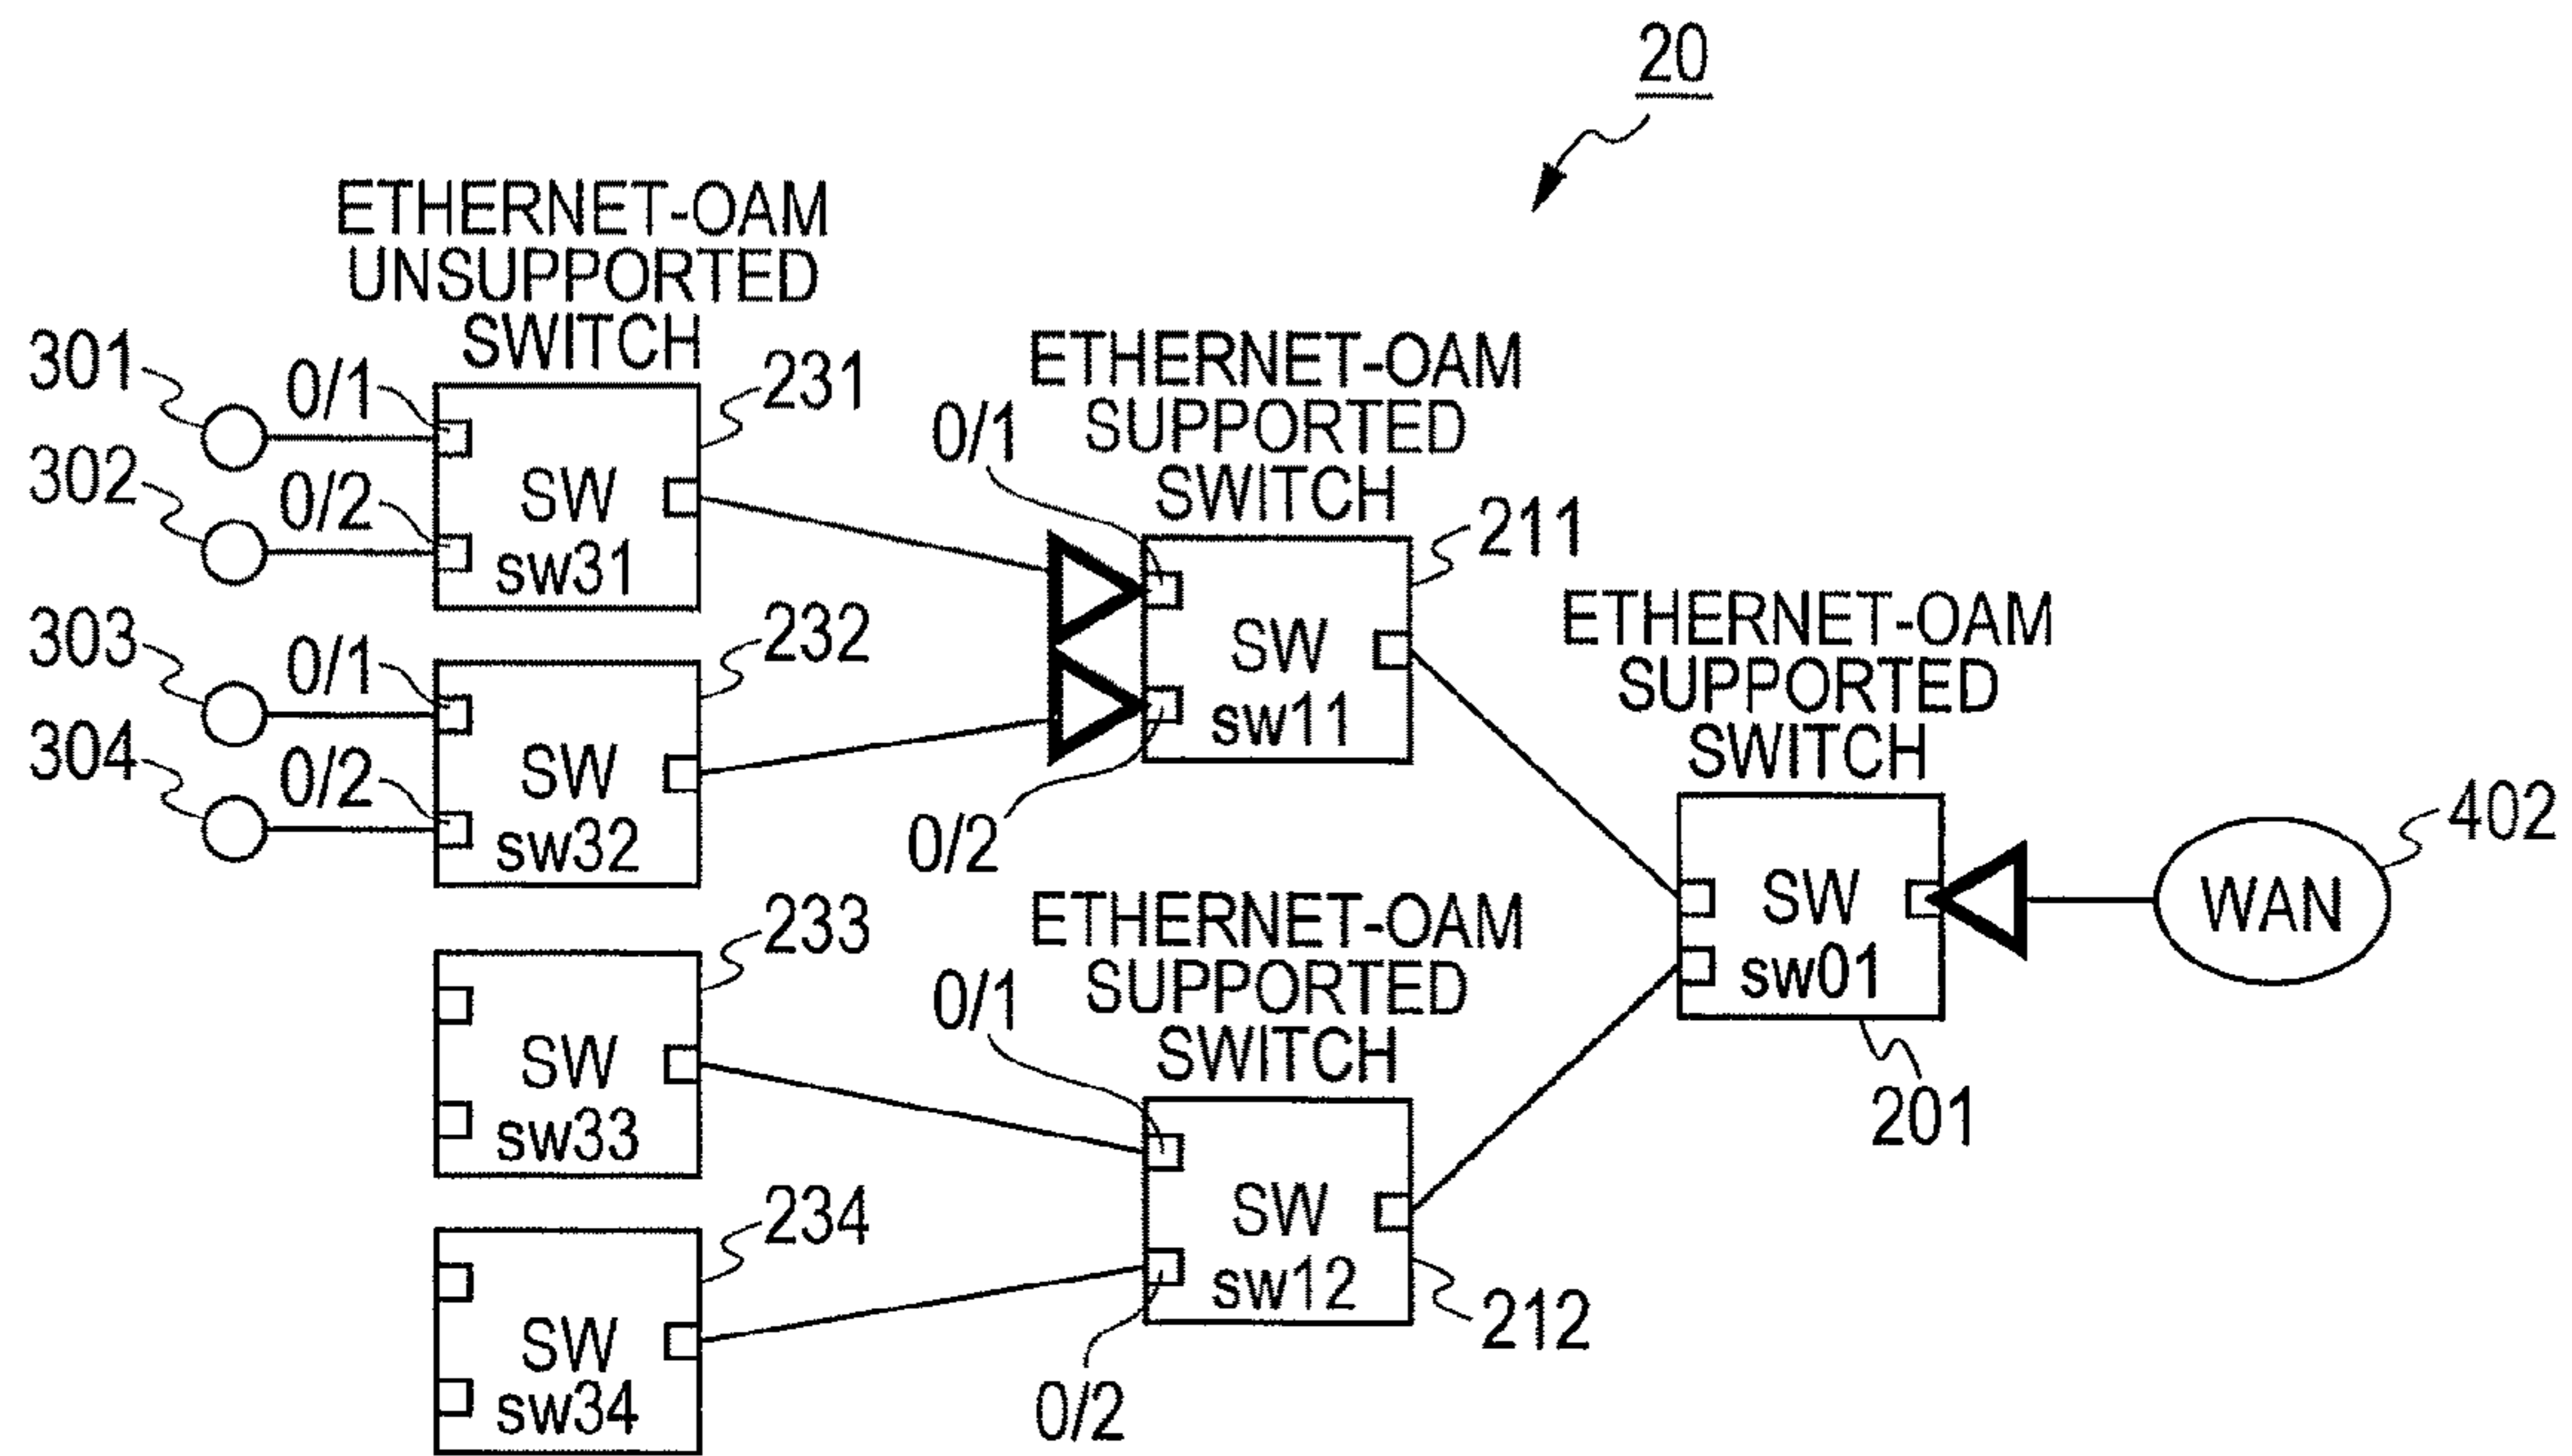 20
ETHERNET-OAM
UNSUPPORTED
SWITCH
301
0/1
231
302
0/2
SW
sw31
303
0/1
232
304
0/2
SW
sw32
233
SW
sw33
234
SW
sw34
ETHERNET-OAM
SUPPORTED
SWITCH
0/1
211
SW
sw11
0/2
ETHERNET-OAM
SUPPORTED
SWITCH
0/1
SW
sw12
212
0/2
ETHERNET-OAM
SUPPORTED
SWITCH
SW
sw01
201
402
WAN